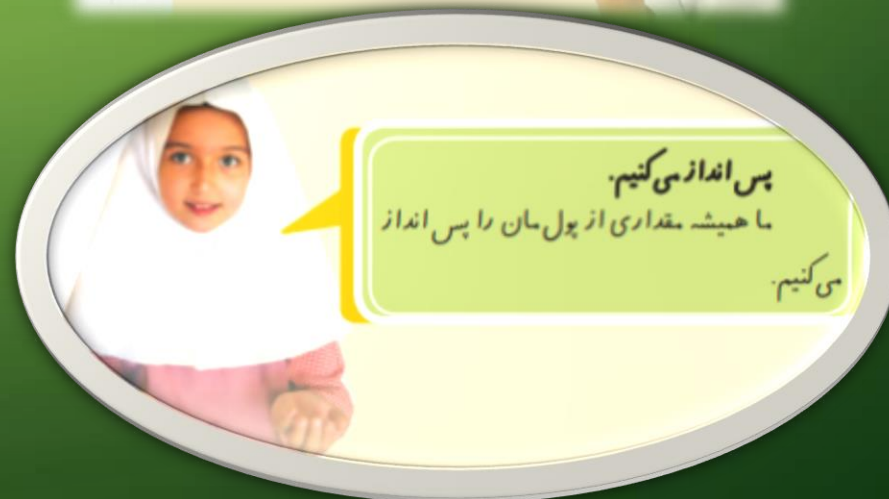 پس انداز می‌کنیم.
ما همیشه مقداری از پول‌مان را پس انداز
می‌کنیم.